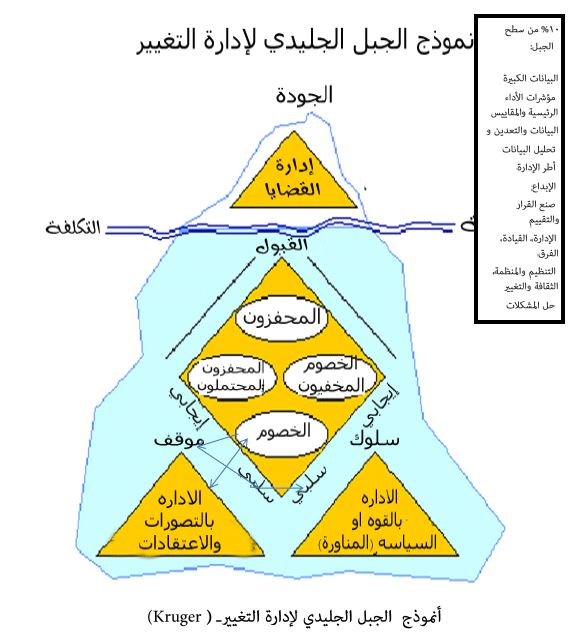 نموذج الجبل الجليدي لإدارة التغيير
١٠% من سطح
الجبل:
البيانات الكبيرة
مؤشرات الأداء
الرئيسية والمقاييس
البيانات والتعدين و
تحليل البيانات
أطر الإدارة.
الإبداع.
صنع القرار
والتقييم
الإدارة، القيادة،
الفرق.
التنظيم والمنظمة،
الثقافة والتغيير
حل المشكلات
الجودة
إدارة
القضايا
التكلفة
القبول
المحفزون
المحفزون
المحتملون
الخصوم
المخفيون
الخصوم
إيجابي
إيجابي
موقف
سلوك
سلبي
سلبي
الاداره
بالتصورات
والاعتقادات
الاداره
بالقوه او
السياسه (المناورة)
أنموذج الجبل الجليدي لإدارة التغييرـ ( Kruger)